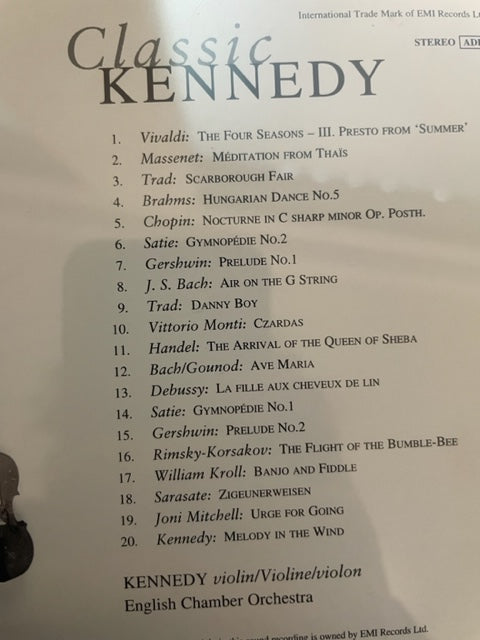 International Trade Mark of EMI Records
Classic
STEREO
KENNEDY
1. Vivaldi: THE FOUR SEASONS – III. PRESTO FROM ‘SUMMER’
2. Massenet: MÉDITATION FROM THAÏS
3. Trad: SCARBOROUGH FAIR
4. Brahms: HUNGARIAN DANCE NO.5
5. Chopin: NOCTURNE IN C SHARP MINOR OP. POSTH.
6. Satie: GYMNOPÉDIE NO.2
7. Gershwin: PRELUDE NO.1
8. J. S. Bach: AIR ON THE G STRING
9. Trad: DANNY BOY
10. Vittorio Monti: CZARDAS
11. Handel: THE ARRIVAL OF THE QUEEN OF SHEBA
12. Bach/Gounod: AVE MARIA
13. Debussy: LA FILLE AUX CHEVEUX DE LIN
14. Satie: GYMNOPÉDIE NO.1
15. Gershwin: PRELUDE NO.2
16. Rimsky-Korsakov: THE FLIGHT OF THE BUMBLE-BEE
17. William Kroll: BANJO AND FIDDLE
18. Sarasate: ZIGEUNERWEISEN
19. Joni Mitchell: URGE FOR GOING
20. Kennedy: MELODY IN THE WIND
KENNEDY violin/Violine/violon
English Chamber Orchestra
in this sound recording is owned by EMI Records Ltd.